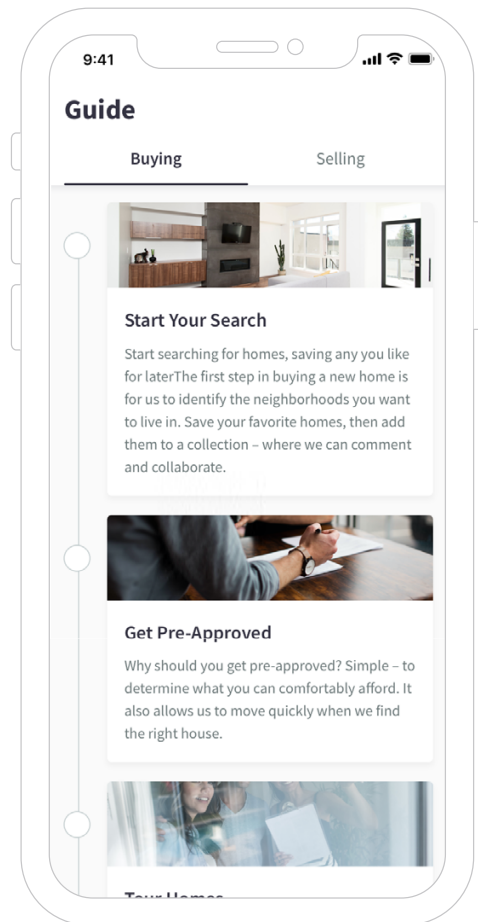 9:41
Guide
Buying
Selling
Start Your Search
Start searching for homes, saving any you like
for laterThe first step in buying a new home is
for us to identify the neighborhoods you want
to live in. Save your favorite homes, then add
them to a collection – where we can comment
and collaborate.
Get Pre-Approved
Why should you get pre-approved? Simple – to
determine what you can comfortably afford. It
also allows us to move quickly when we find
the right house.
Tour Homes